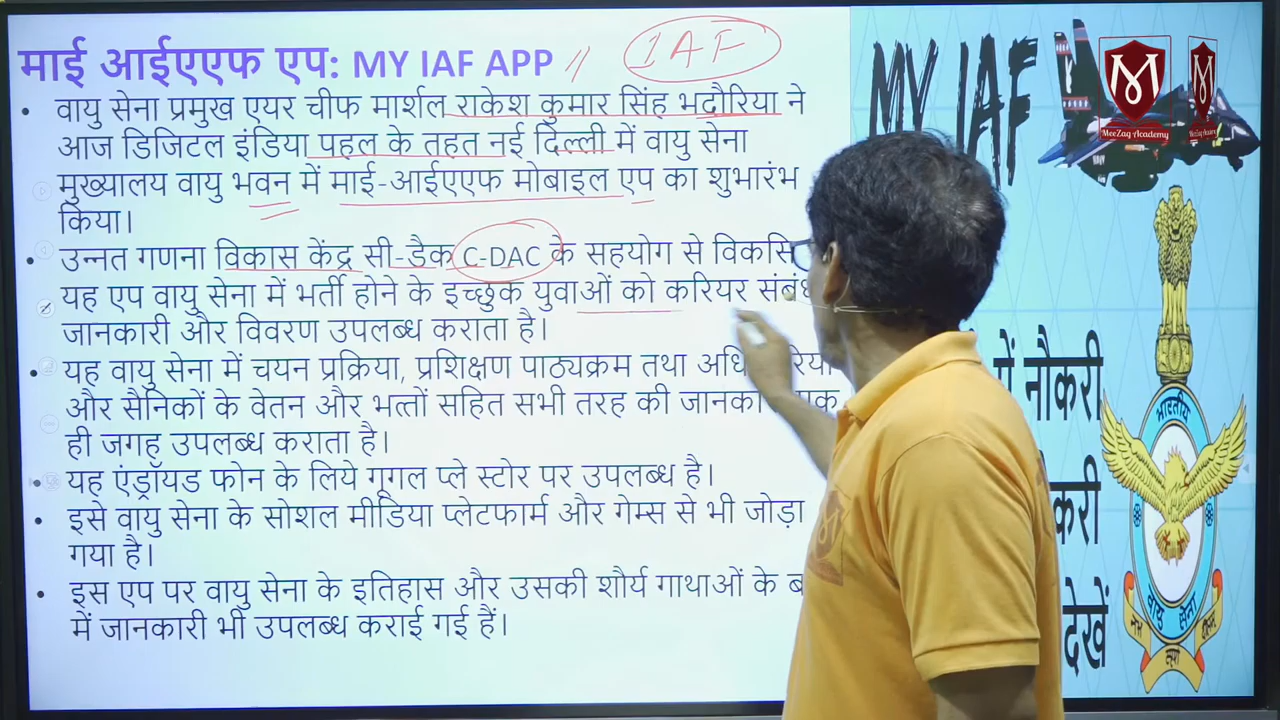 माई आईएएफ एप: MY IAF APP
IAF
वायु सेना प्रमुख एयर चीफ मार्शल राकेश कुमार सिंह भदौरिया ने
आज डिजिटल इंडिया पहल के तहत नई दिल्ली में वायु सेना
मुख्यालय वायु भवन में माई-आईएएफ मोबाइल एप का शुभारंभ
किया।
उन्नत गणना विकास केंद्र सी-डैक C-DAC के सहयोग से
यह एप वायु सेना में भर्ती होने के इच्छुक युवाओं को करियर
जानकारी और विवरण उपलब्ध कराता है।
यह वायु सेना में चयन प्रक्रिया, प्रशिक्षण पाठ्यक्रम तथा
और सैनिकों के वेतन और भत्तों सहित सभी तरह की
ही जगह उपलब्ध कराता है।
यह एंड्रॉयड फोन के लिये गूगल प्ले स्टोर पर उपलब्ध है।
इसे वायु सेना के सोशल मीडिया प्लेटफार्म और गेम्स से भी जोड़ा
गया है।
इस एप पर वायु सेना के इतिहास और उसकी शौर्य गाथाओं के
में जानकारी भी उपलब्ध कराई गई हैं।
MY IAF
MeeZaq Academy
MeeZaq Academy
में नौकरी
देखें
भारतीय
वायु सेना